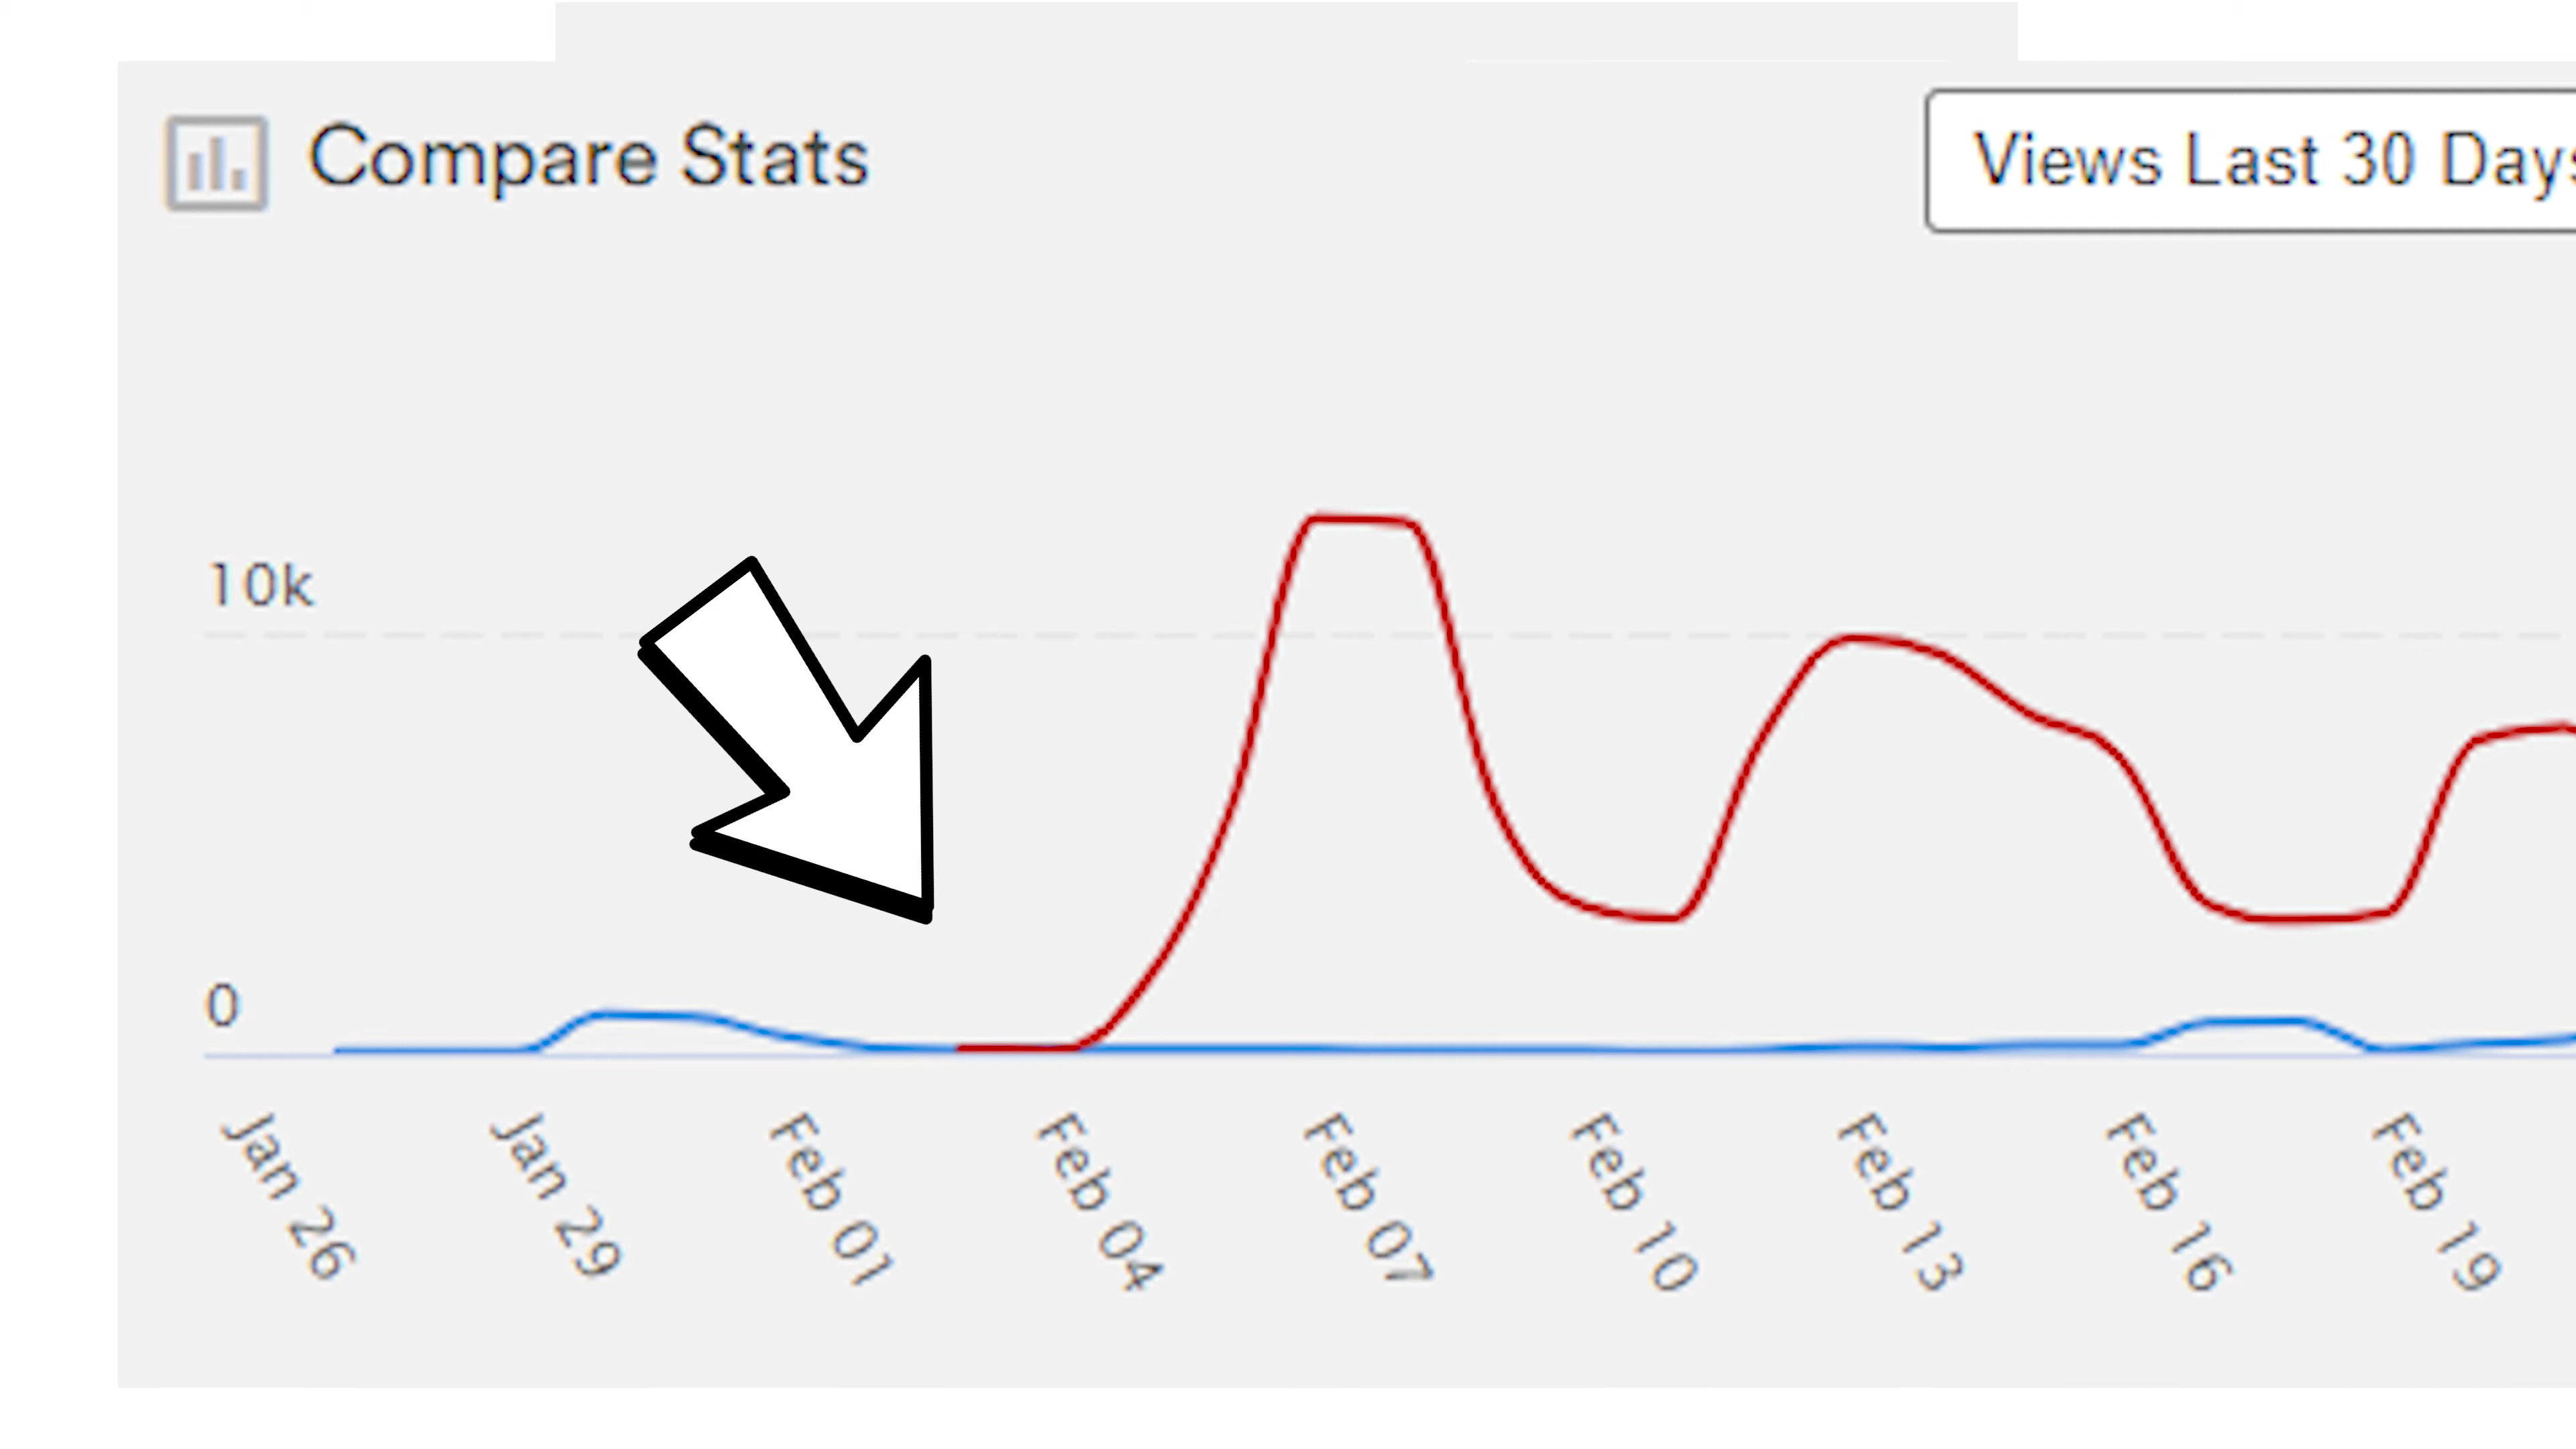 Compare Stats
Views Last 30 Days
10k
0
Jan 26
Jan 29
Feb 01
Feb 04
Feb 07
Feb 10
Feb 13
Feb 16
Feb 19